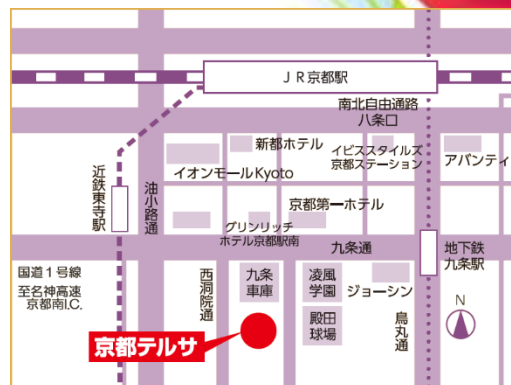 JR京都駅
南北自由通路
八条口
新都ホテル
イビススタイルズ
京都ステーション
アバンティ
イオンモールKyoto
近鉄東寺駅
油小路通
京都第一ホテル
グリンリッチ
ホテル京都駅南
九条通
地下鉄
九条駅
国道1号線
至名神高速
京都南I.C.
西洞院通
九条
車庫
凌風
学園
ジョーシン
殿田
球場
烏丸通
N
京都テルサ